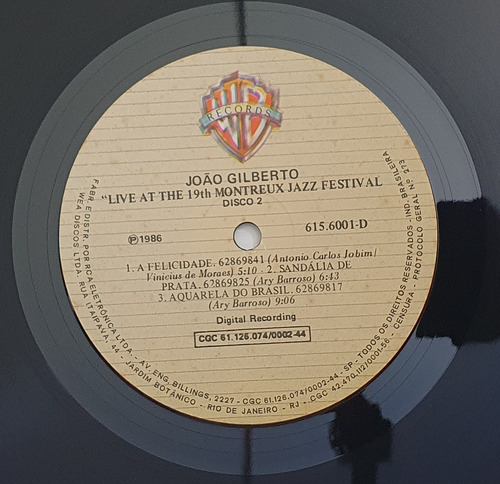 WB
RECORDS
JOÃO GILBERTO
"LIVE AT THE 19th MONTREUX JAZZ FESTIVAL
DISCO 2
Ⓟ1986
615.6001-D
1. A FELICIDADE. 62869841 (Antonio Carlos Jobim/
Vinicius de Moraes) 5:10 - 2. SANDÁLIA DE
PRATA. 62869825 (Ary Barroso) 6:43
3. AQUARELA DO BRASIL. 62869817
(Ary Barroso) 9:06
Digital Recording
CGC 61.126.074/0002-44
FABR. E DISTR. POR RCA ELETRÔNICA LTDA. - AV. ENG. BILLINGS, 2227 - CGC 61.126.074/0002-44 - SP - TODOS OS DIREITOS RESERVADOS - IND. BRASILEIRA
WEA DISCOS LTDA. RUA ITAIPAVA, 44 - JARDIM BOTÂNICO - RIO DE JANEIRO - RJ - CGC 42.470.112/0001-56 - CENSURA - PROTOCOLO GERAL Nº 273